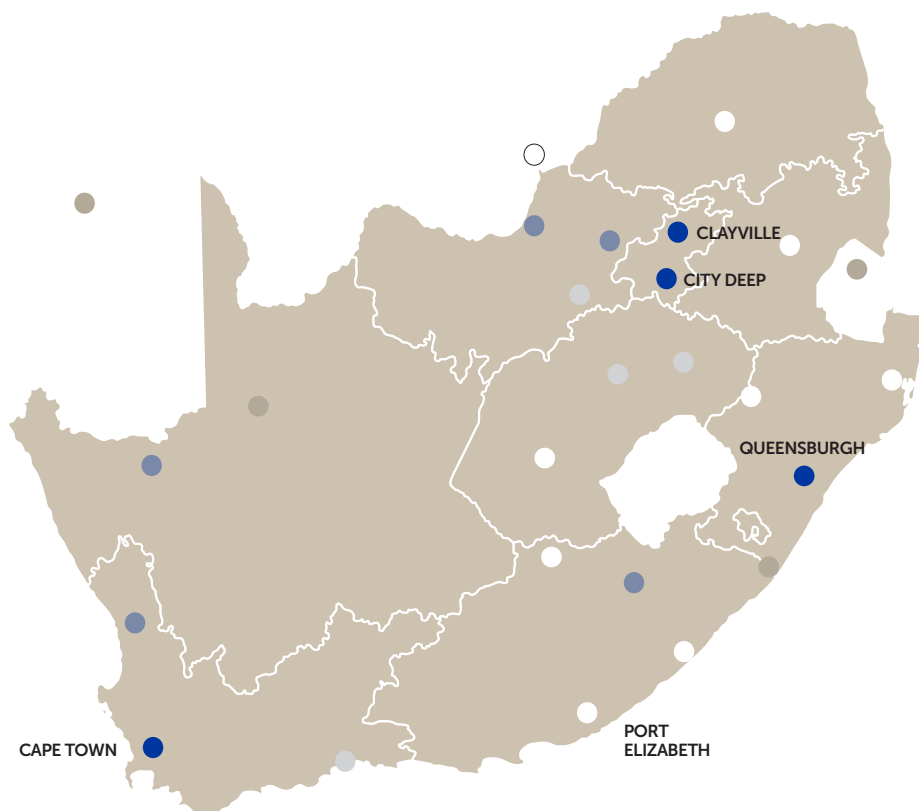 CLAYVILLE
CITY DEEP
QUEENSBURGH
PORT
ELIZABETH
CAPE TOWN